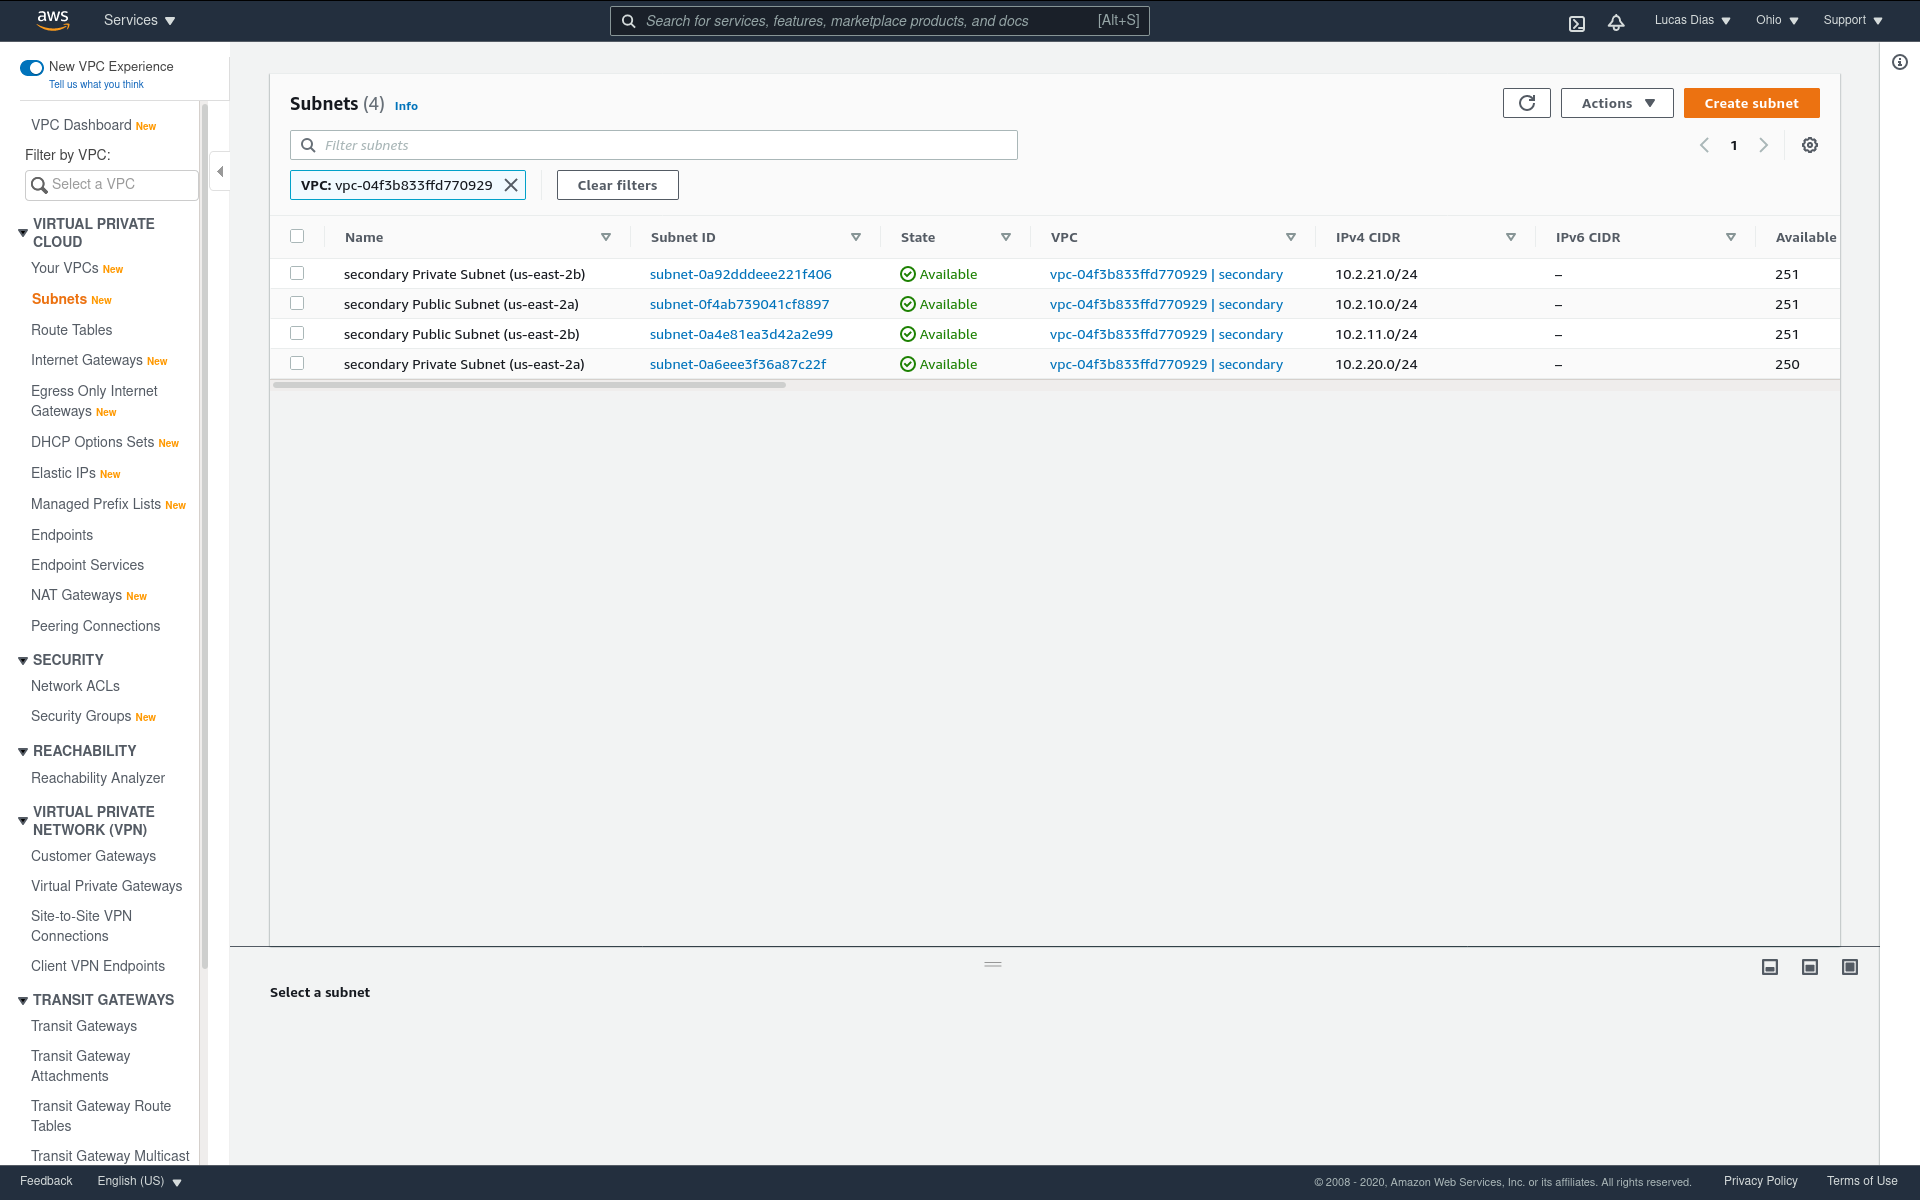 aws
Services
Search for services, features, marketplace products, and docs
[Alt+S]
Lucas Dias
Ohio
Support
New VPC Experience
Tell us what you think
VPC Dashboard New
Filter by VPC:
Select a VPC
VIRTUAL PRIVATE
CLOUD
Your VPCs New
Subnets New
Route Tables
Internet Gateways New
Egress Only Internet
Gateways New
DHCP Options Sets New
Elastic IPs New
Managed Prefix Lists New
Endpoints
Endpoint Services
NAT Gateways New
Peering Connections
SECURITY
Network ACLs
Security Groups New
REACHABILITY
Reachability Analyzer
VIRTUAL PRIVATE
NETWORK (VPN)
Customer Gateways
Virtual Private Gateways
Site-to-Site VPN
Connections
Client VPN Endpoints
TRANSIT GATEWAYS
Transit Gateways
Transit Gateway
Attachments
Transit Gateway Route
Tables
Transit Gateway Multicast
Subnets (4) Info
Actions
Create subnet
Filter subnets
1
VPC: vpc-04f3b833ffd770929
Clear filters
Name Subnet ID State VPC IPv4 CIDR IPv6 CIDR Available
secondary Private Subnet (us-east-2b) subnet-0a92dddeee221f406 Available vpc-04f3b833ffd770929 | secondary 10.2.21.0/24 – 251
secondary Public Subnet (us-east-2a) subnet-0f4ab739041cf8897 Available vpc-04f3b833ffd770929 | secondary 10.2.10.0/24 – 251
secondary Public Subnet (us-east-2b) subnet-0a4e81ea3d42a2e99 Available vpc-04f3b833ffd770929 | secondary 10.2.11.0/24 – 251
secondary Private Subnet (us-east-2a) subnet-0a6eee3f36a87c22f Available vpc-04f3b833ffd770929 | secondary 10.2.20.0/24 – 250
Select a subnet
Feedback
English (US)
© 2008 - 2020, Amazon Web Services, Inc. or its affiliates. All rights reserved.
Privacy Policy
Terms of Use